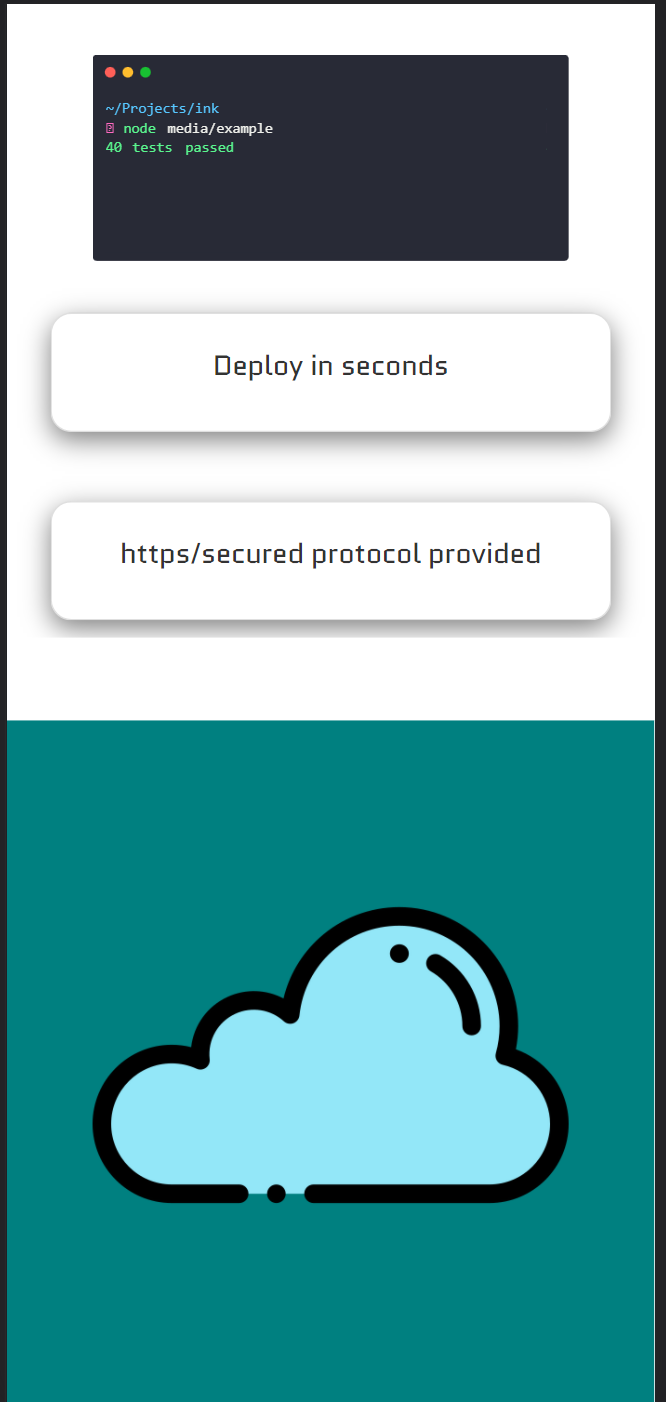 ~/Projects/ink
node media/example
40 tests passed
Deploy in seconds
https/secured protocol provided